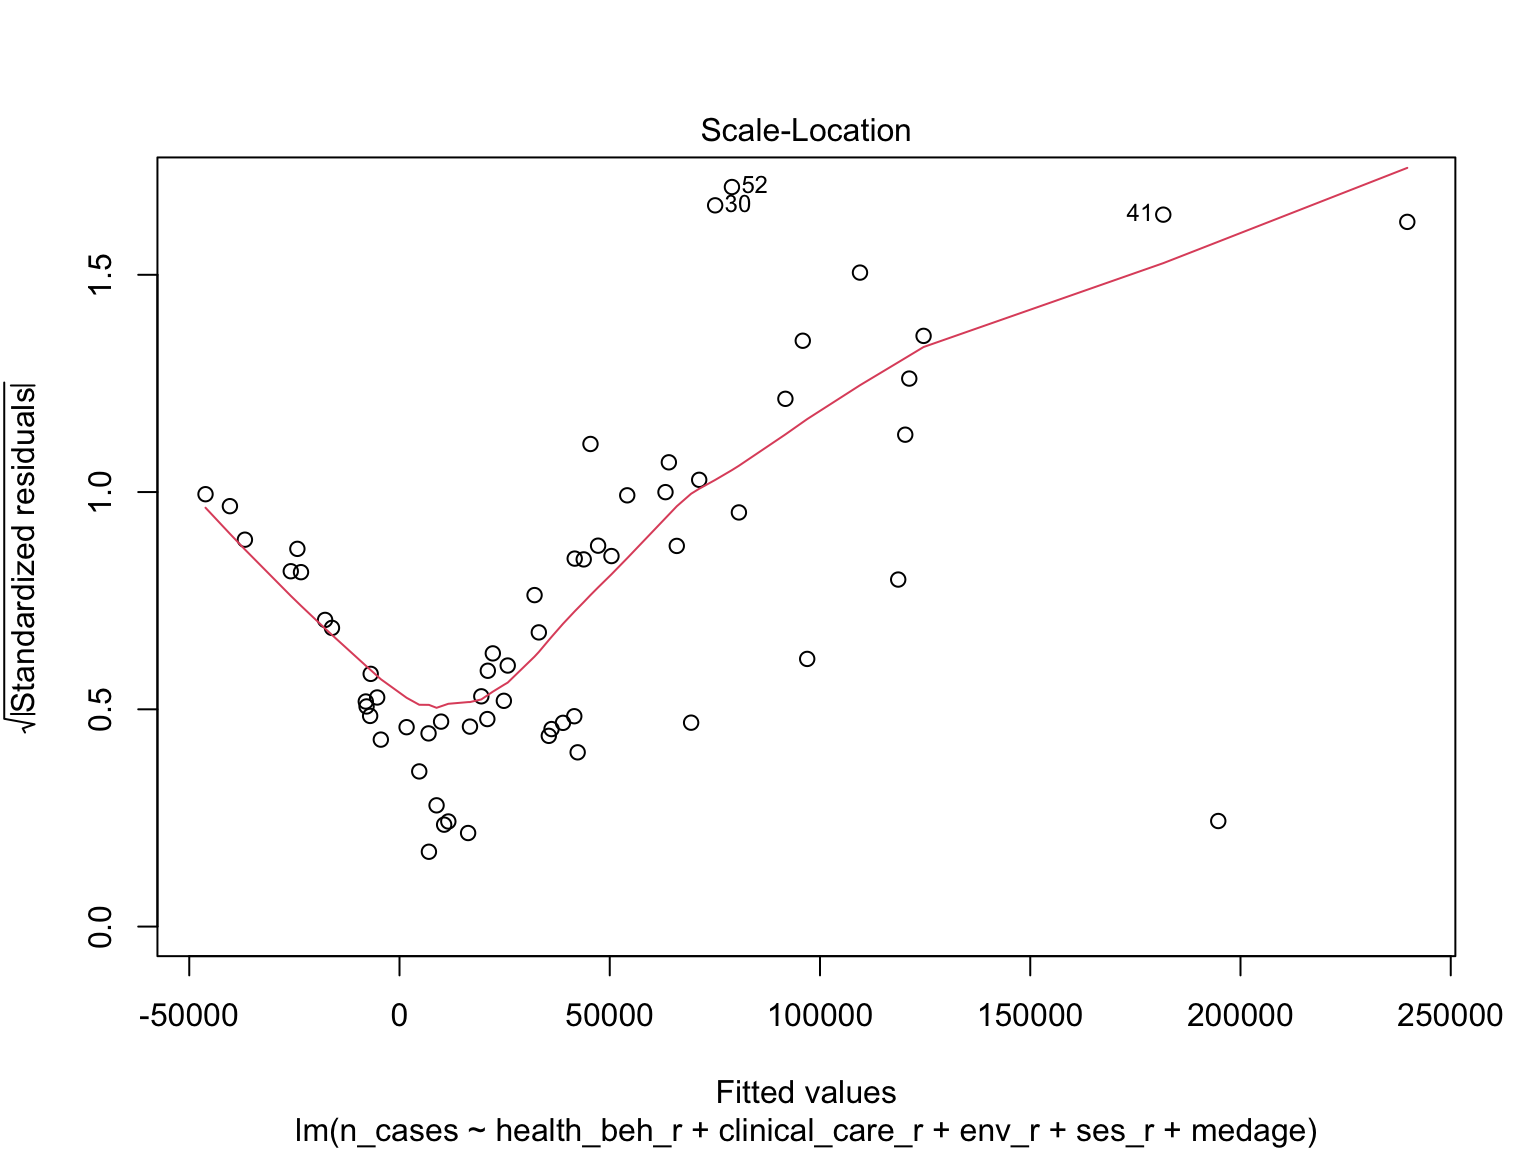 Scale-Location
52
30
41
√|Standardized residuals|
1.5
1.0
0.5
0.0
-50000 0 50000 100000 150000 200000 250000
Fitted values
lm(n_cases ~ health_beh_r + clinical_care_r + env_r + ses_r + medage)